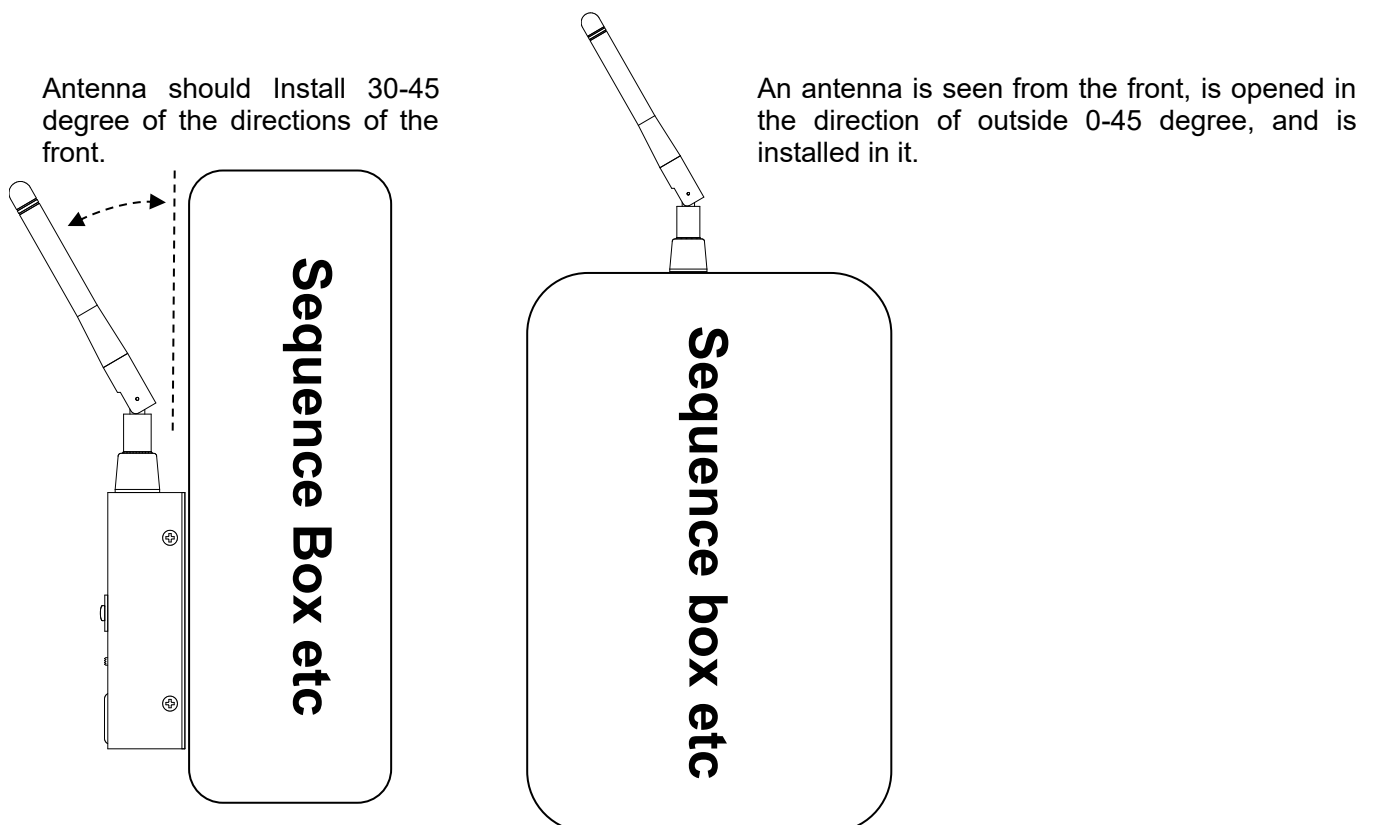 Antenna should Install 30-45
degree of the directions of the
front.
An antenna is seen from the front, is opened in
the direction of outside 0-45 degree, and is
installed in it.
Sequence Box etc
Sequence box etc